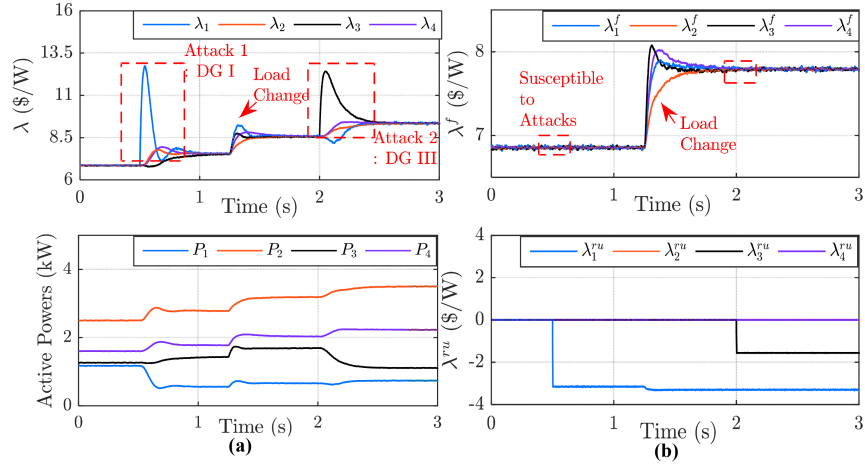 λ₁ λ₂ λ₃ λ₄
16
13.5
11
8.5
6
λ ($/W)
Attack 1
: DG I
Load
Change
Attack 2
: DG III
0 1 2 3
Time (s)
λ₁ᶠ λ₂ᶠ λ₃ᶠ λ₄ᶠ
8
7
λᶠ ($/W)
Susceptible
to
Attacks
Load
Change
0 1 2 3
Time (s)
P₁ P₂ P₃ P₄
4
2
0
Active Powers (kW)
0 1 2 3
Time (s)
(a)
λ₁ʳᵘ λ₂ʳᵘ λ₃ʳᵘ λ₄ʳᵘ
4
2
0
-2
-4
λʳᵘ ($/W)
0 1 2 3
Time (s)
(b)